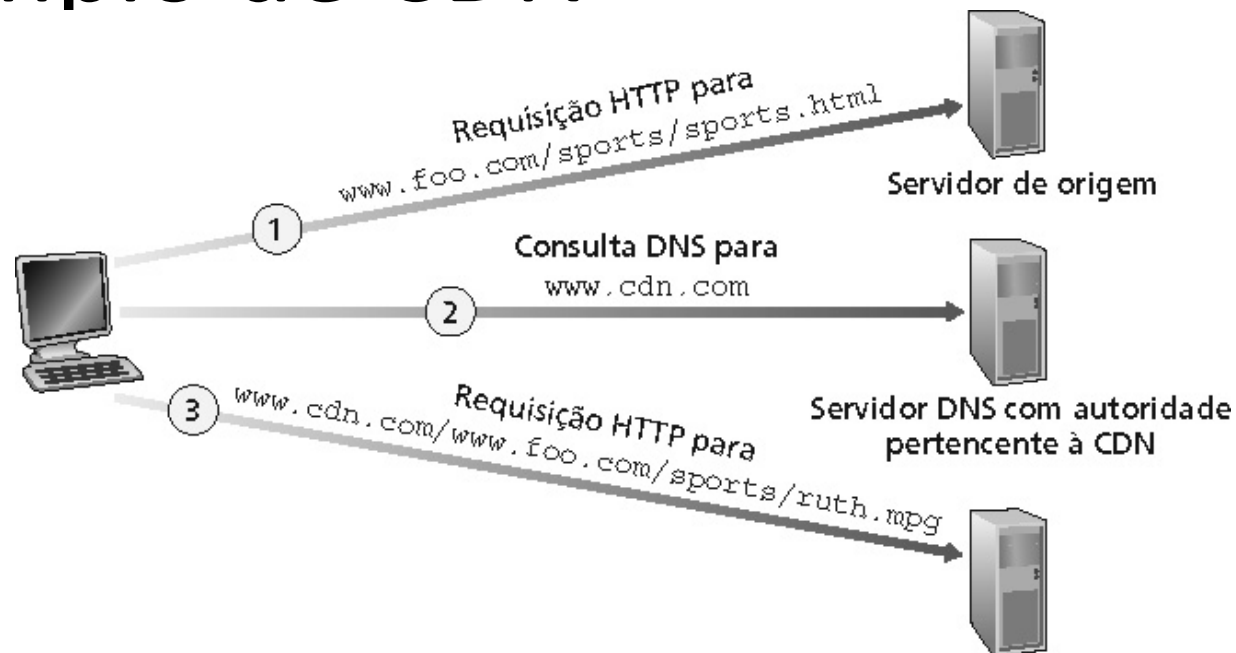 Requisição HTTP para
www.foo.com/sports/sports.html
Servidor de origem
1
Consulta DNS para
www.cdn.com
2
Servidor DNS com autoridade
pertencente à CDN
3
Requisição HTTP para
www.cdn.com/www.foo.com/sports/ruth.mpg